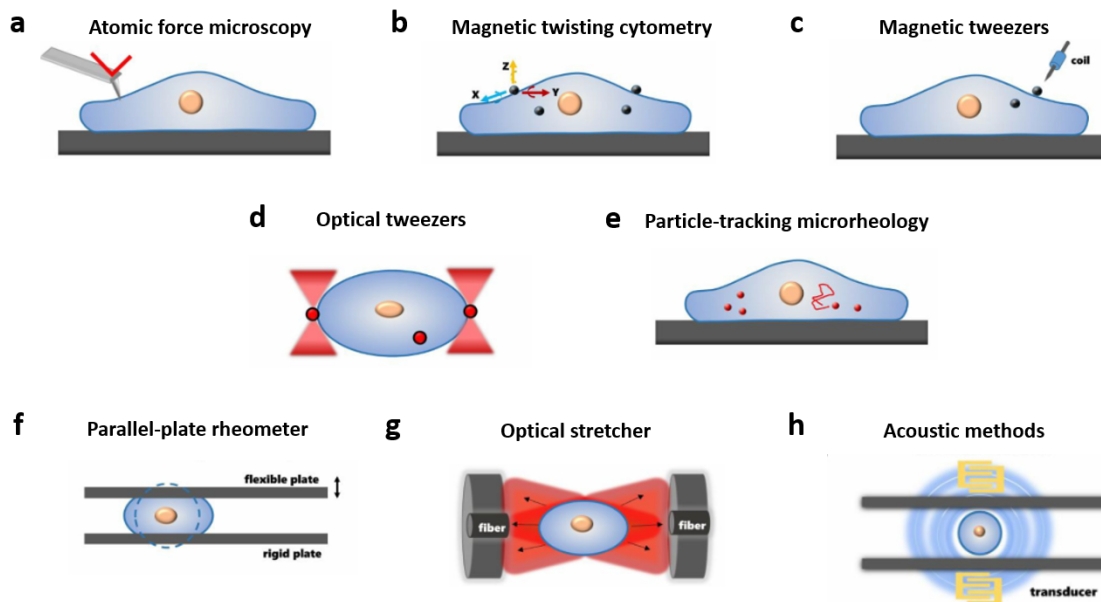 a Atomic force microscopy
b Magnetic twisting cytometry
c Magnetic tweezers
Z
X
Y
coil
d Optical tweezers
e Particle-tracking microrheology
f Parallel-plate rheometer
g Optical stretcher
h Acoustic methods
flexible plate
rigid plate
fiber
fiber
transducer